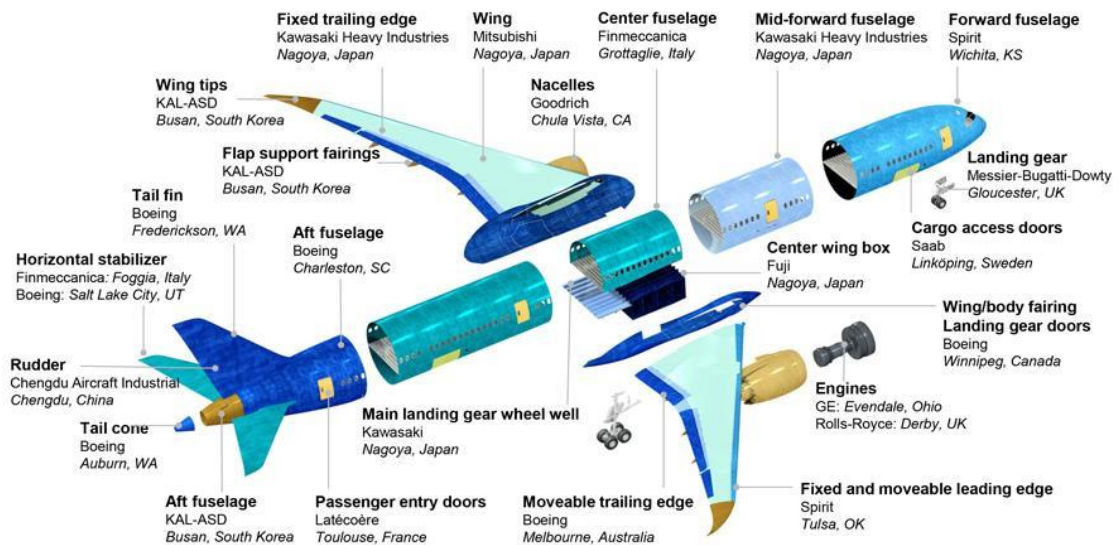 Fixed trailing edge
Kawasaki Heavy Industries
Nagoya, Japan
Wing
Mitsubishi
Nagoya, Japan
Center fuselage
Finmeccanica
Grottaglie, Italy
Mid-forward fuselage
Kawasaki Heavy Industries
Nagoya, Japan
Forward fuselage
Spirit
Wichita, KS
Wing tips
KAL-ASD
Busan, South Korea
Nacelles
Goodrich
Chula Vista, CA
Flap support fairings
KAL-ASD
Busan, South Korea
Landing gear
Messier-Bugatti-Dowty
Gloucester, UK
Tail fin
Boeing
Frederickson, WA
Aft fuselage
Boeing
Charleston, SC
Cargo access doors
Saab
Linköping, Sweden
Horizontal stabilizer
Finmeccanica: Foggia, Italy
Boeing: Salt Lake City, UT
Center wing box
Fuji
Nagoya, Japan
Wing/body fairing
Landing gear doors
Boeing
Winnipeg, Canada
Rudder
Chengdu Aircraft Industrial
Chengdu, China
Engines
GE: Evendale, Ohio
Rolls-Royce: Derby, UK
Main landing gear wheel well
Kawasaki
Nagoya, Japan
Tail cone
Boeing
Auburn, WA
Aft fuselage
KAL-ASD
Busan, South Korea
Passenger entry doors
Latécoère
Toulouse, France
Moveable trailing edge
Boeing
Melbourne, Australia
Fixed and moveable leading edge
Spirit
Tulsa, OK